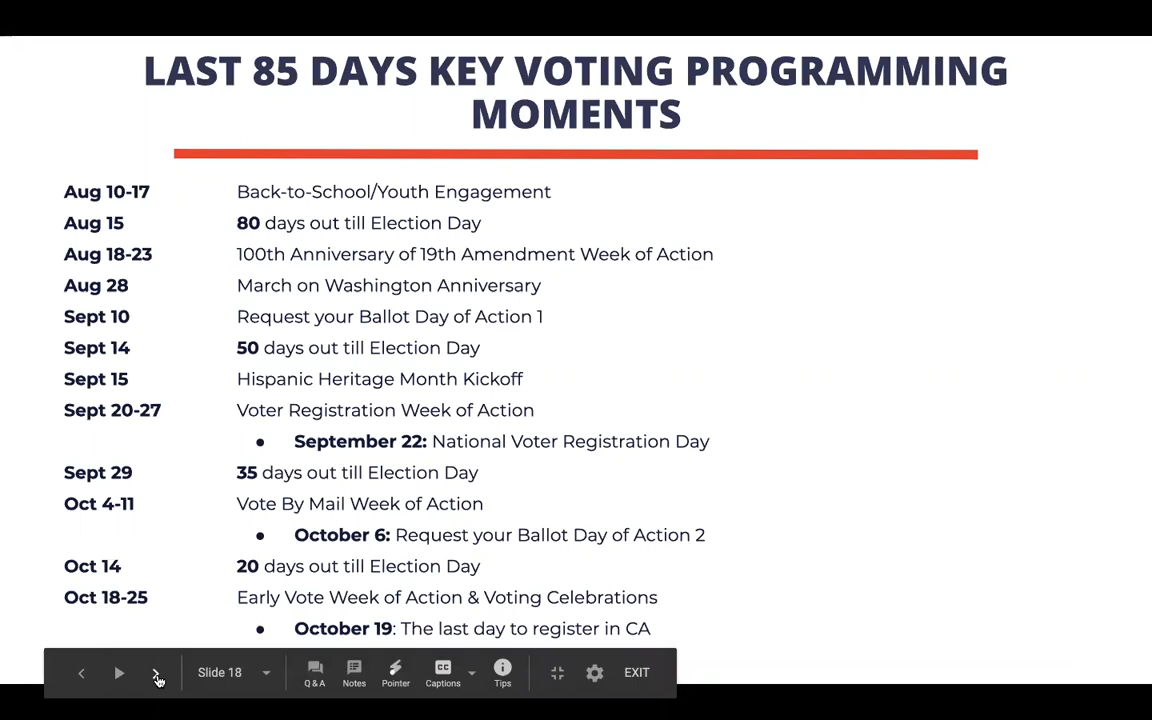 LAST 85 DAYS KEY VOTING PROGRAMMING
MOMENTS
Aug 10-17 Back-to-School/Youth Engagement
Aug 15 80 days out till Election Day
Aug 18-23 100th Anniversary of 19th Amendment Week of Action
Aug 28 March on Washington Anniversary
Sept 10 Request your Ballot Day of Action 1
Sept 14 50 days out till Election Day
Sept 15 Hispanic Heritage Month Kickoff
Sept 20-27 Voter Registration Week of Action
● September 22: National Voter Registration Day
Sept 29 35 days out till Election Day
Oct 4-11 Vote By Mail Week of Action
● October 6: Request your Ballot Day of Action 2
Oct 14 20 days out till Election Day
Oct 18-25 Early Vote Week of Action & Voting Celebrations
● October 19: The last day to register in CA
Slide 18 Q & A Notes Pointer CC Captions Tips EXIT